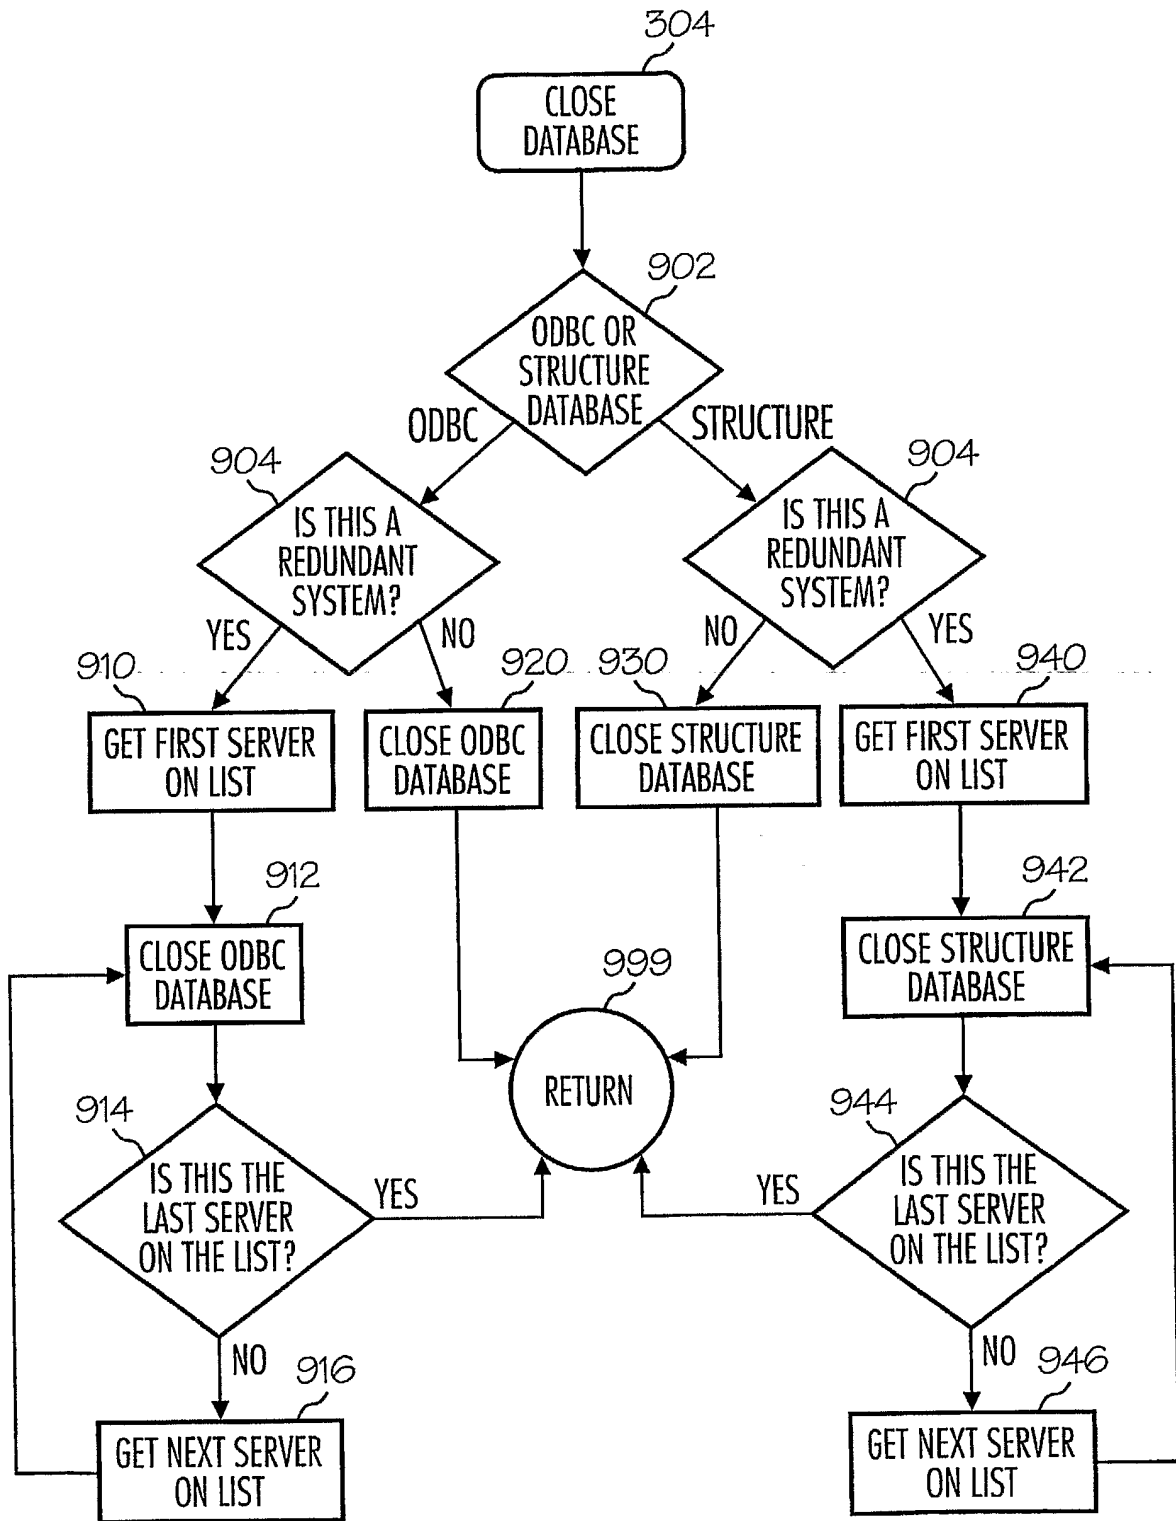 304
CLOSE
DATABASE
902
ODBC OR
STRUCTURE
DATABASE
ODBC
STRUCTURE
904
IS THIS A
REDUNDANT
SYSTEM?
904
IS THIS A
REDUNDANT
SYSTEM?
YES
NO
NO
YES
910
GET FIRST SERVER
ON LIST
920
CLOSE ODBC
DATABASE
930
CLOSE STRUCTURE
DATABASE
940
GET FIRST SERVER
ON LIST
912
CLOSE ODBC
DATABASE
942
CLOSE STRUCTURE
DATABASE
999
RETURN
914
IS THIS THE
LAST SERVER
ON THE LIST?
YES
944
IS THIS THE
LAST SERVER
ON THE LIST?
YES
NO
NO
916
GET NEXT SERVER
ON LIST
946
GET NEXT SERVER
ON LIST